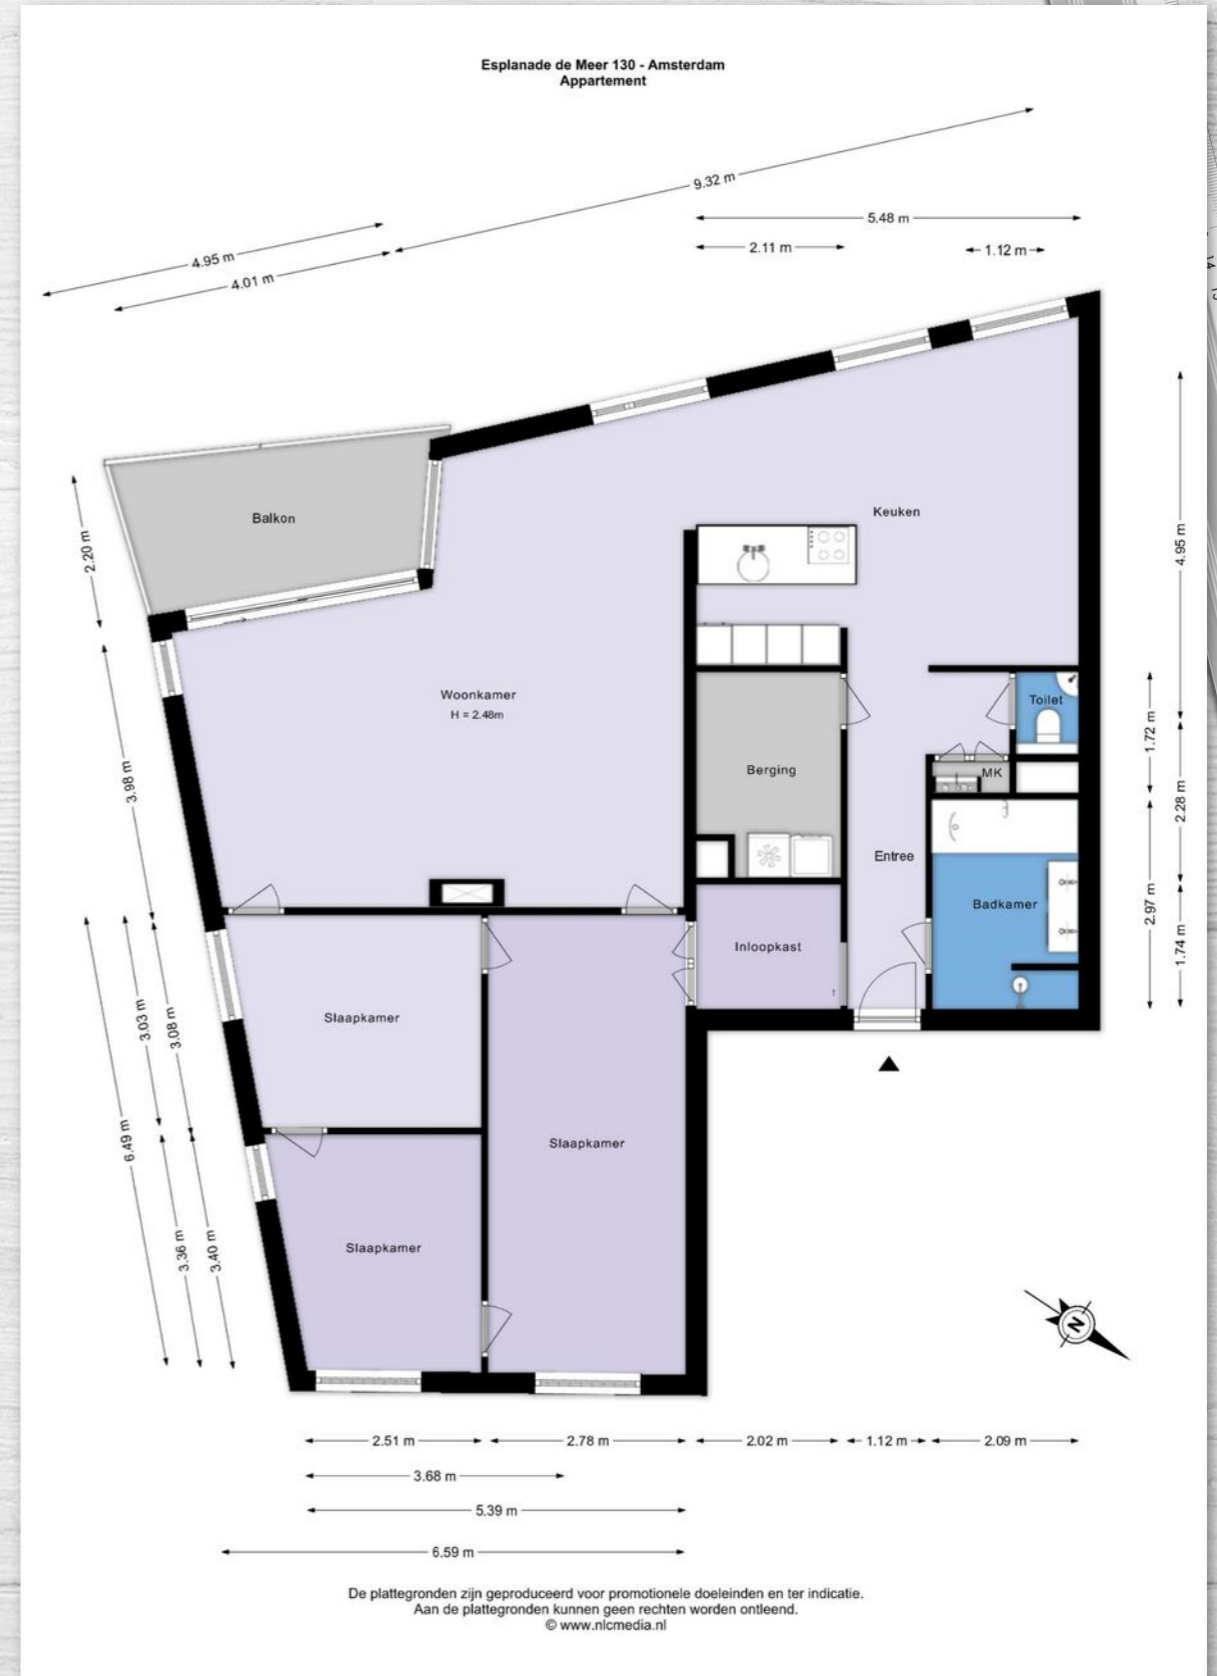 Esplanade de Meer 130 - Amsterdam
Appartement
9.32 m
5.48 m
4.95 m
2.11 m
1.12 m
4.01 m
Balkon
Keuken
2.20 m
4.95 m
Woonkamer
H = 2.48m
Toilet
1.72 m
Berging
MK
3.98 m
2.28 m
Entree
Badkamer
2.97 m
1.74 m
Inloopkast
Slaapkamer
3.03 m
3.08 m
6.49 m
Slaapkamer
Slaapkamer
3.36 m
3.40 m
N
2.51 m
2.78 m
2.02 m
1.12 m
2.09 m
3.68 m
5.39 m
6.59 m
De plattegronden zijn geproduceerd voor promotionele doeleinden en ter indicatie.
Aan de plattegronden kunnen geen rechten worden ontleend.
© www.nlcmedia.nl